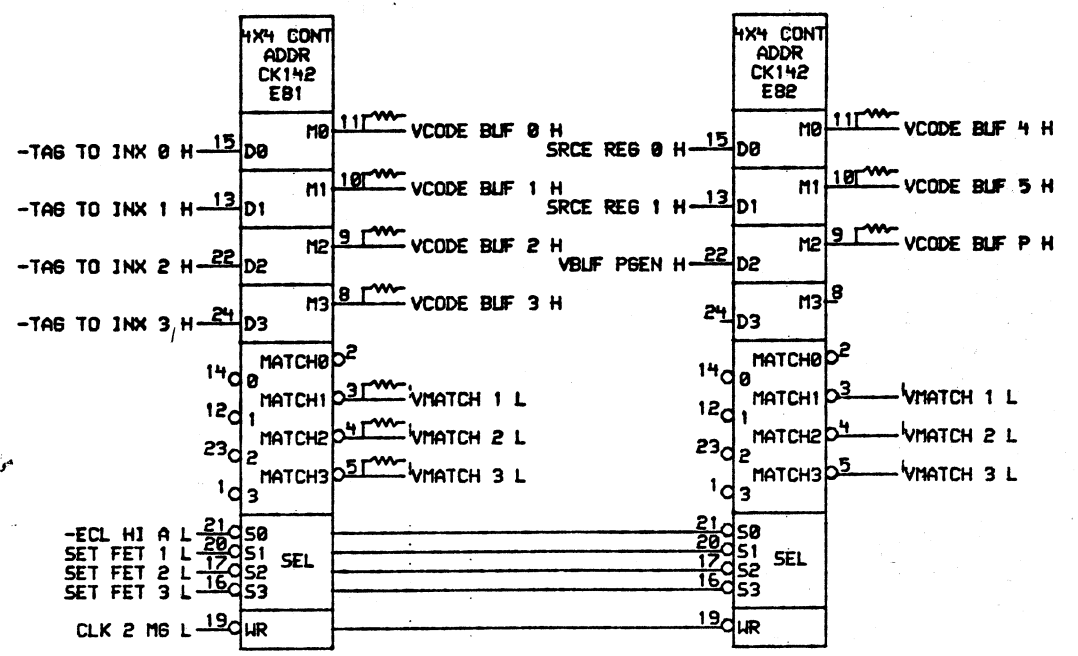 4X4 CONT
ADDR
CK142
EB1
-TAG TO INX 0 H 15 D0
M0 11 VCODE BUF 0 H
-TAG TO INX 1 H 13 D1
M1 10 VCODE BUF 1 H
-TAG TO INX 2 H 22 D2
M2 9 VCODE BUF 2 H
-TAG TO INX 3 H 24 D3
M3 8 VCODE BUF 3 H
MATCH0 2
14 0
MATCH1 3 VMATCH 1 L
12 1
MATCH2 4 VMATCH 2 L
23 2
MATCH3 5 VMATCH 3 L
1 3
-ECL HI A L 21 S0
SET FET 1 L 20 S1
SEL
SET FET 2 L 17 S2
SET FET 3 L 16 S3
CLK 2 MG L 19 WR
4X4 CONT
ADDR
CK142
EB2
SRCE REG 0 H 15 D0
M0 11 VCODE BUF 4 H
SRCE REG 1 H 13 D1
M1 10 VCODE BUF 5 H
VBUF PGEN H 22 D2
M2 9 VCODE BUF P H
24 D3
M3 8
MATCH0 2
14 0
MATCH1 3 VMATCH 1 L
12 1
MATCH2 4 VMATCH 2 L
23 2
MATCH3 5 VMATCH 3 L
1 3
21 S0
20 S1
SEL
17 S2
16 S3
19 WR